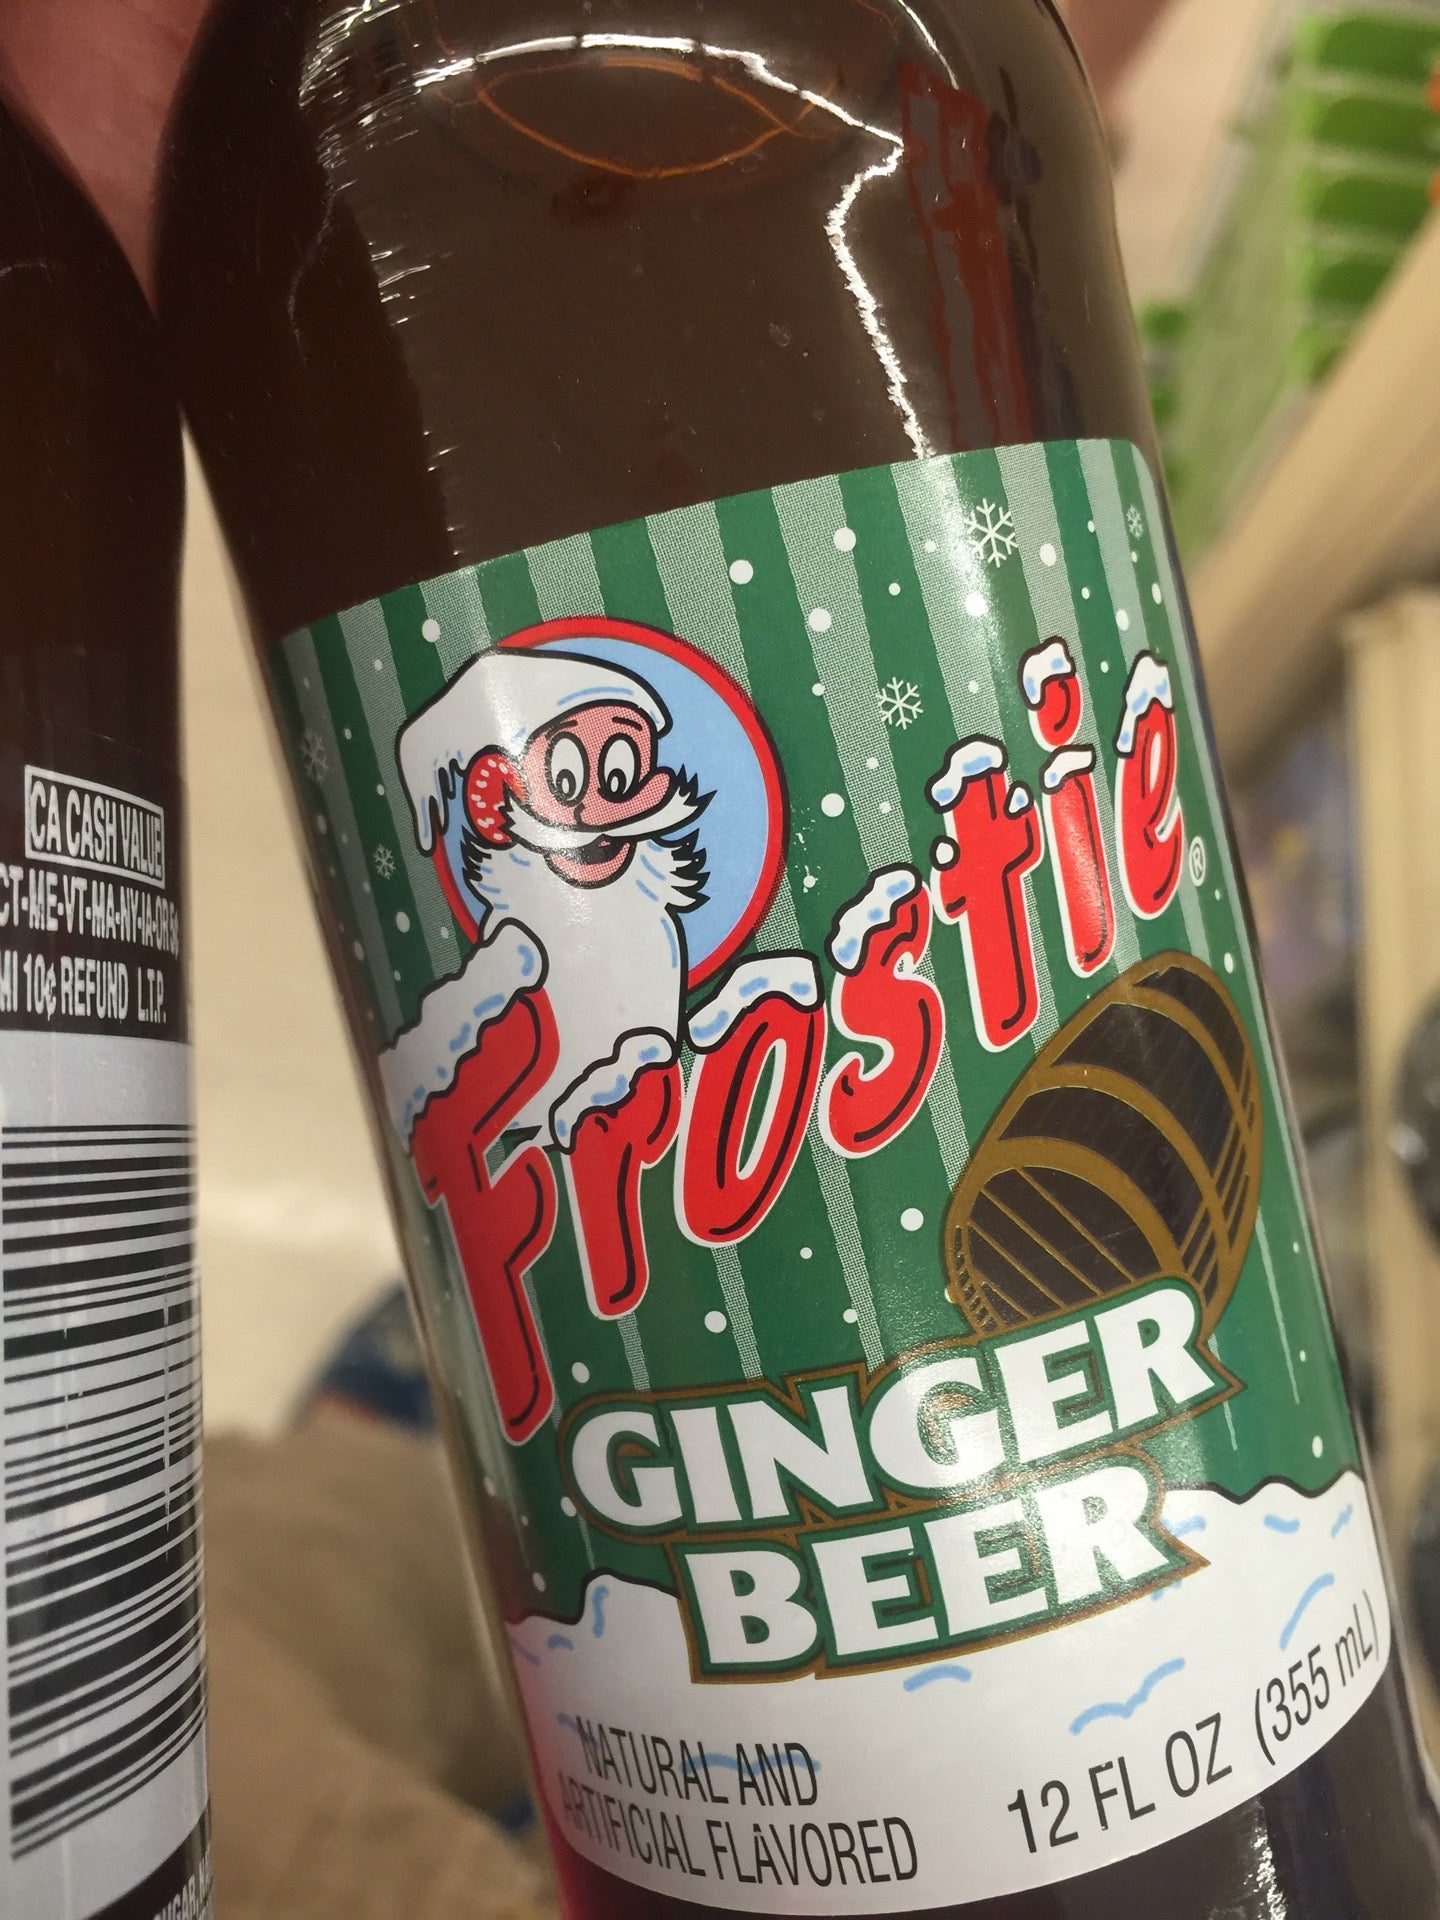 CA CASH VALUE
CT-ME-VT-MA-NY-IA-OR 5¢
MI 10¢ REFUND L.T.P.
Frostie®
GINGER
BEER
NATURAL AND
ARTIFICIAL FLAVORED
12 FL OZ (355 mL)